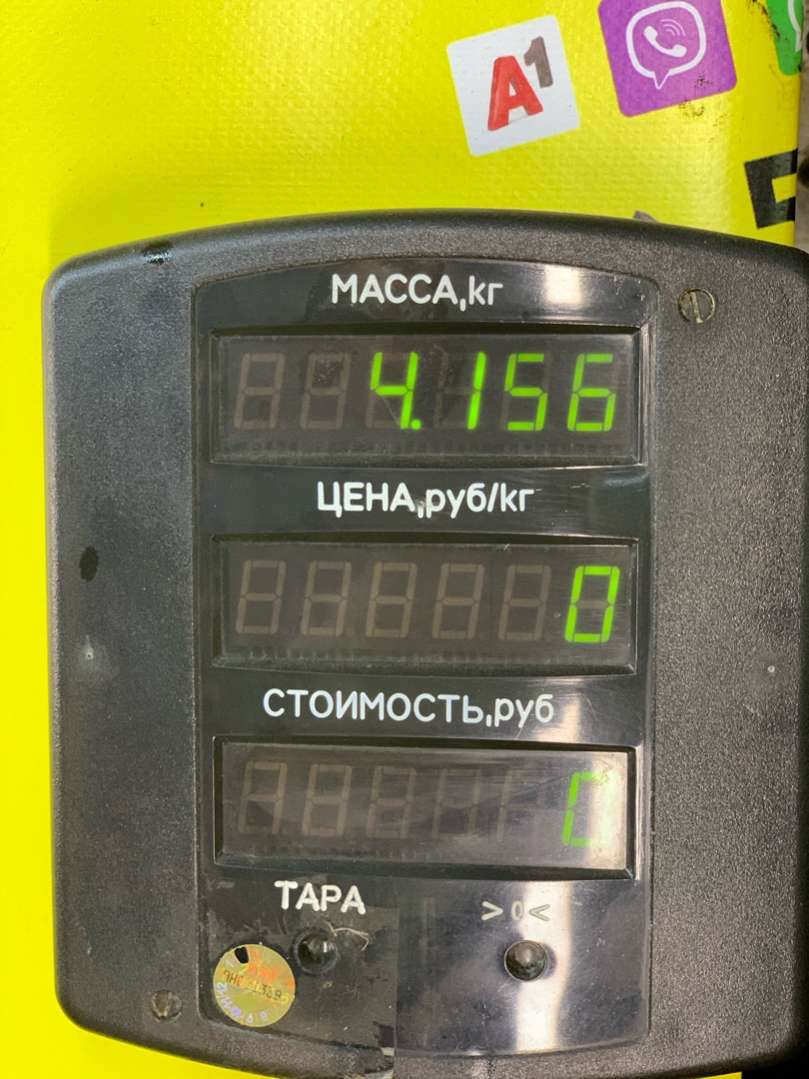 A1
МАССА,кг
4.156
ЦЕНА,руб/кг
0
СТОИМОСТЬ,руб
ТАРА
>0<